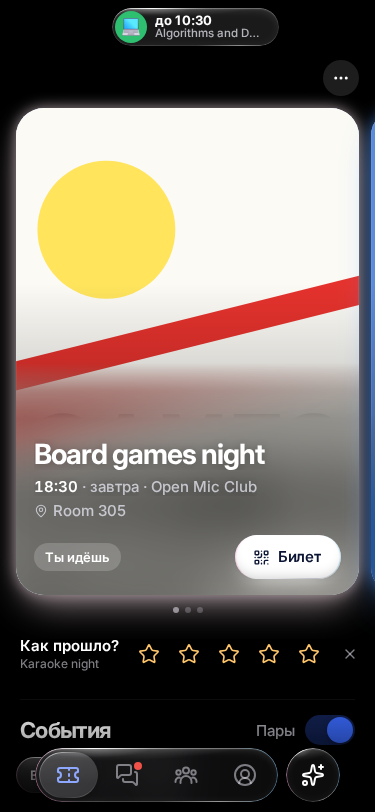 до 10:30
Algorithms and D...
Board games night
18:30 · завтра · Open Mic Club
Room 305
Ты идёшь
Билет
Как прошло?
Karaoke night
События
Пары